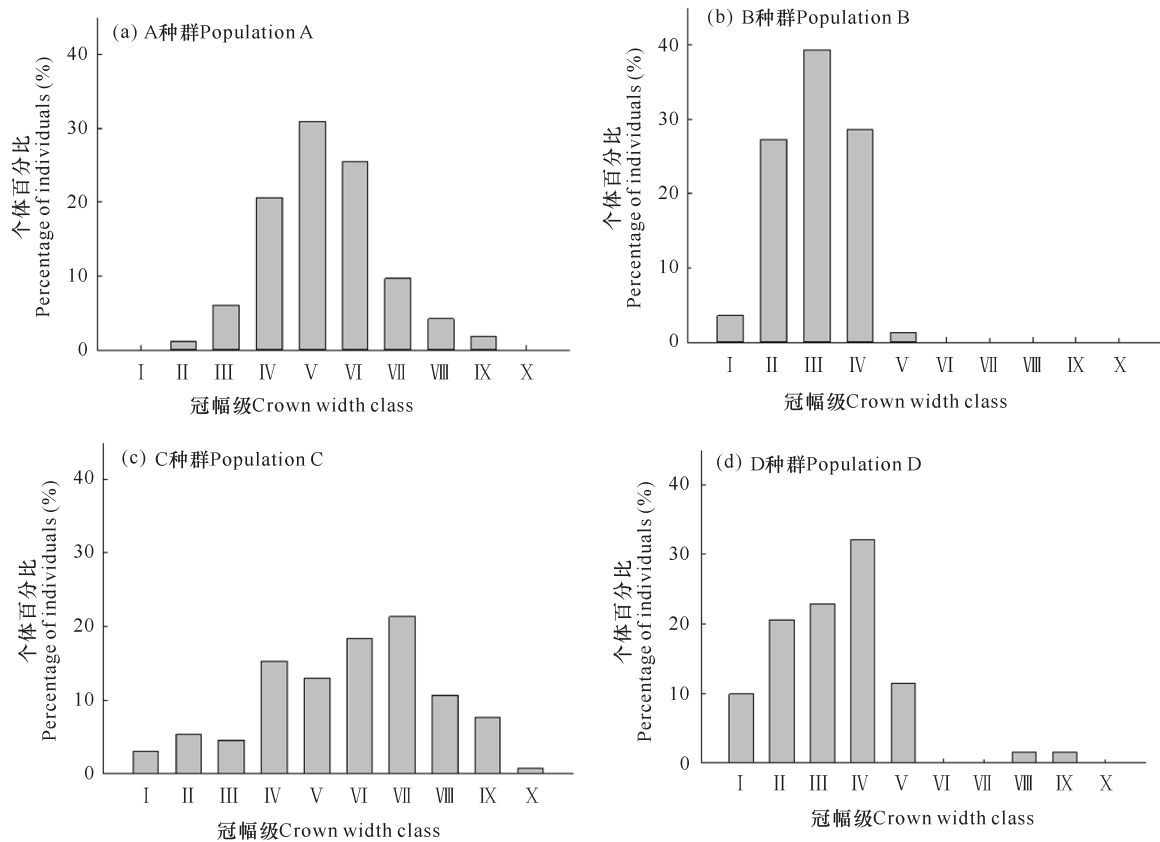 (a) A种群Population A
40
30
20
10
0
个体百分比
Percentage of individuals (%)
Ⅰ Ⅱ Ⅲ Ⅳ Ⅴ Ⅵ Ⅶ Ⅷ Ⅸ Ⅹ
冠幅级Crown width class
(b) B种群Population B
40
30
20
10
0
个体百分比
Percentage of individuals (%)
Ⅰ Ⅱ Ⅲ Ⅳ Ⅴ Ⅵ Ⅶ Ⅷ Ⅸ Ⅹ
冠幅级Crown width class
(c) C种群Population C
40
30
20
10
0
个体百分比
Percentage of individuals (%)
Ⅰ Ⅱ Ⅲ Ⅳ Ⅴ Ⅵ Ⅶ Ⅷ Ⅸ Ⅹ
冠幅级Crown width class
(d) D种群Population D
40
30
20
10
0
个体百分比
Percentage of individuals (%)
Ⅰ Ⅱ Ⅲ Ⅳ Ⅴ Ⅵ Ⅶ Ⅷ Ⅸ Ⅹ
冠幅级Crown width class